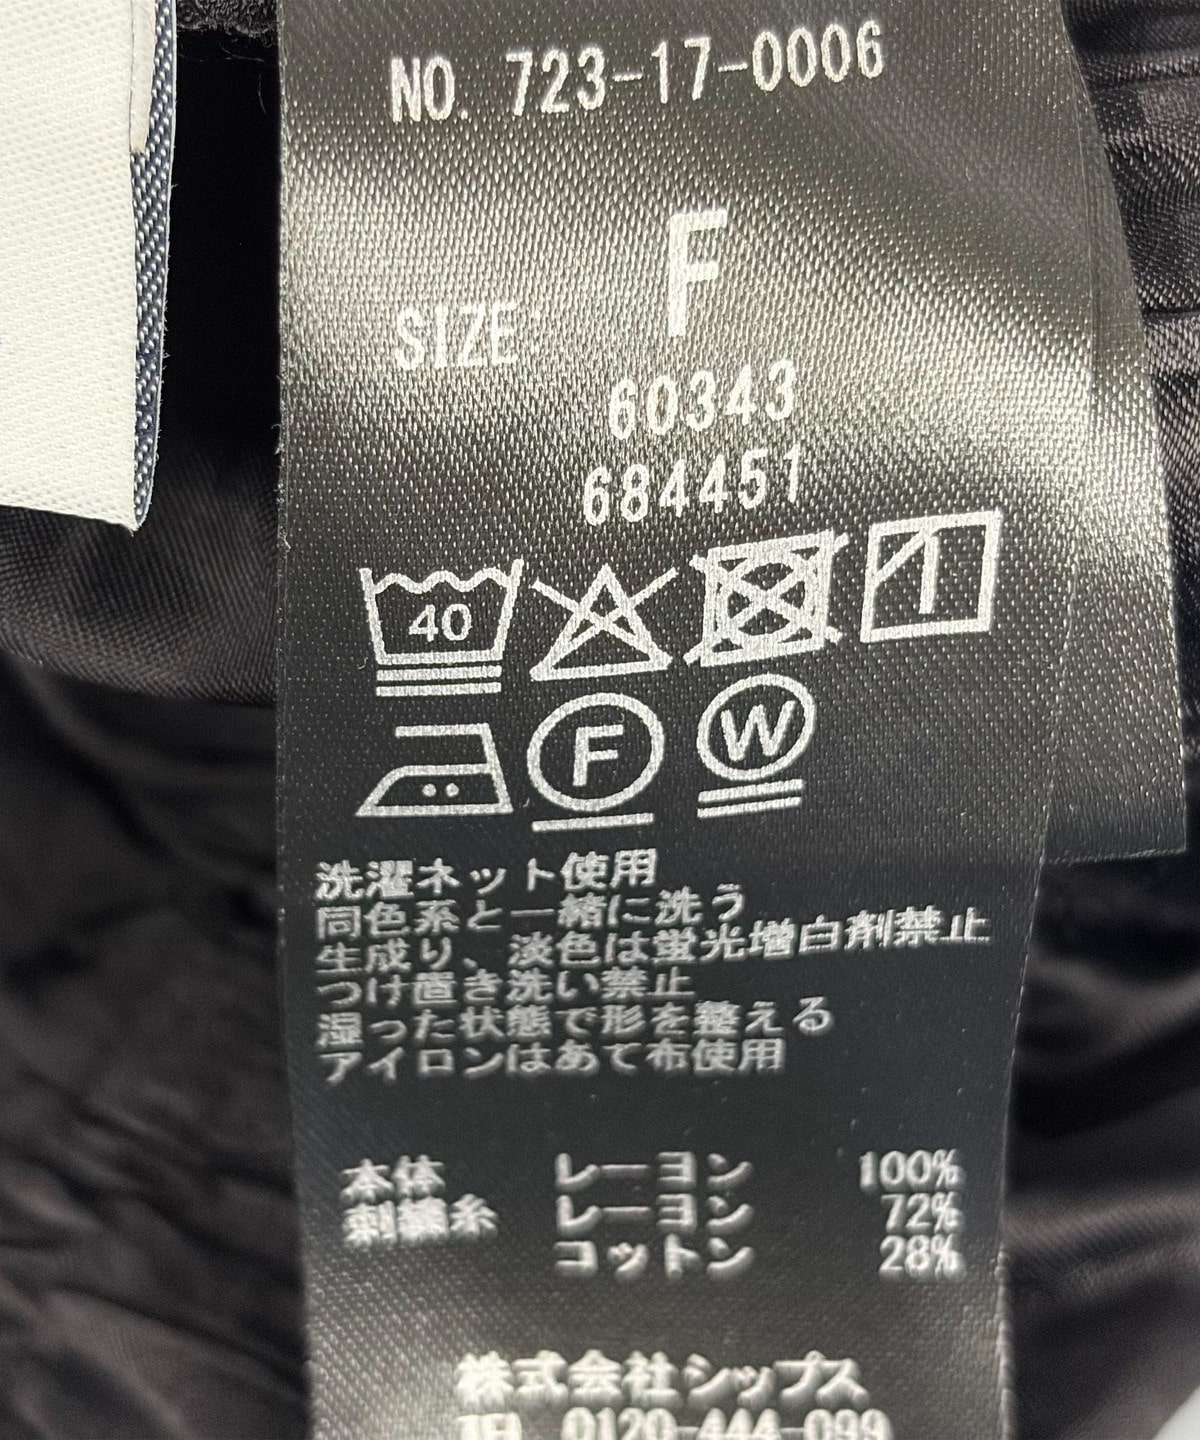 NO. 723-17-0006
F
SIZE
60343
684451
40
F W
洗濯ネット使用
同色系と一緒に洗う
生成り、淡色は蛍光増白剤禁止
つけ置き洗い禁止
湿った状態で形を整える
アイロンはあて布使用
本体 レーヨン 100%
刺繍糸 レーヨン 72%
コットン 28%
株式会社シップス
TEL 0120-444-099